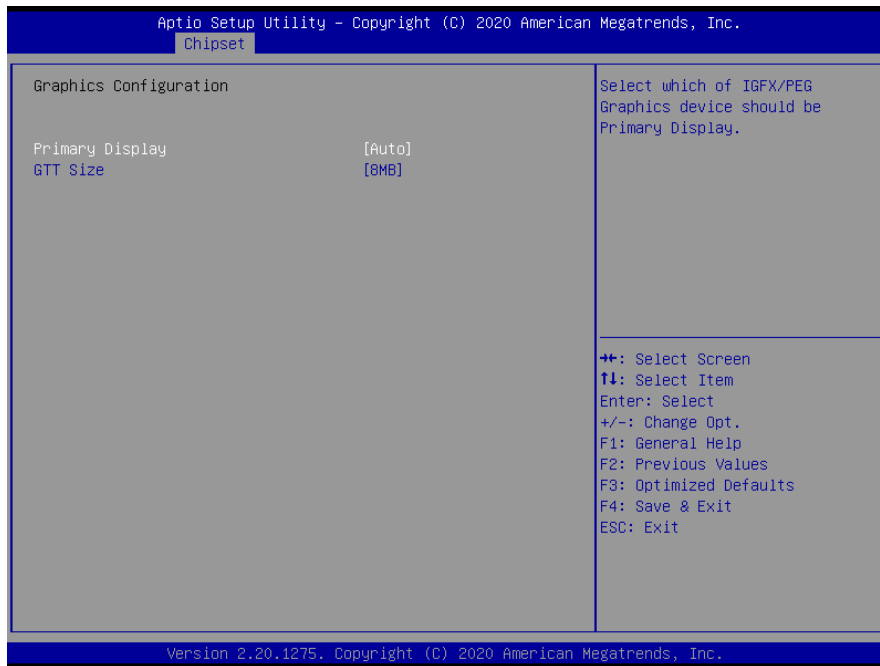 Aptio Setup Utility – Copyright (C) 2020 American Megatrends, Inc.
Chipset
Graphics Configuration
Primary Display [Auto]
GTT Size [8MB]
Select which of IGFX/PEG
Graphics device should be
Primary Display.
→←: Select Screen
↑↓: Select Item
Enter: Select
+/-: Change Opt.
F1: General Help
F2: Previous Values
F3: Optimized Defaults
F4: Save & Exit
ESC: Exit
Version 2.20.1275. Copyright (C) 2020 American Megatrends, Inc.